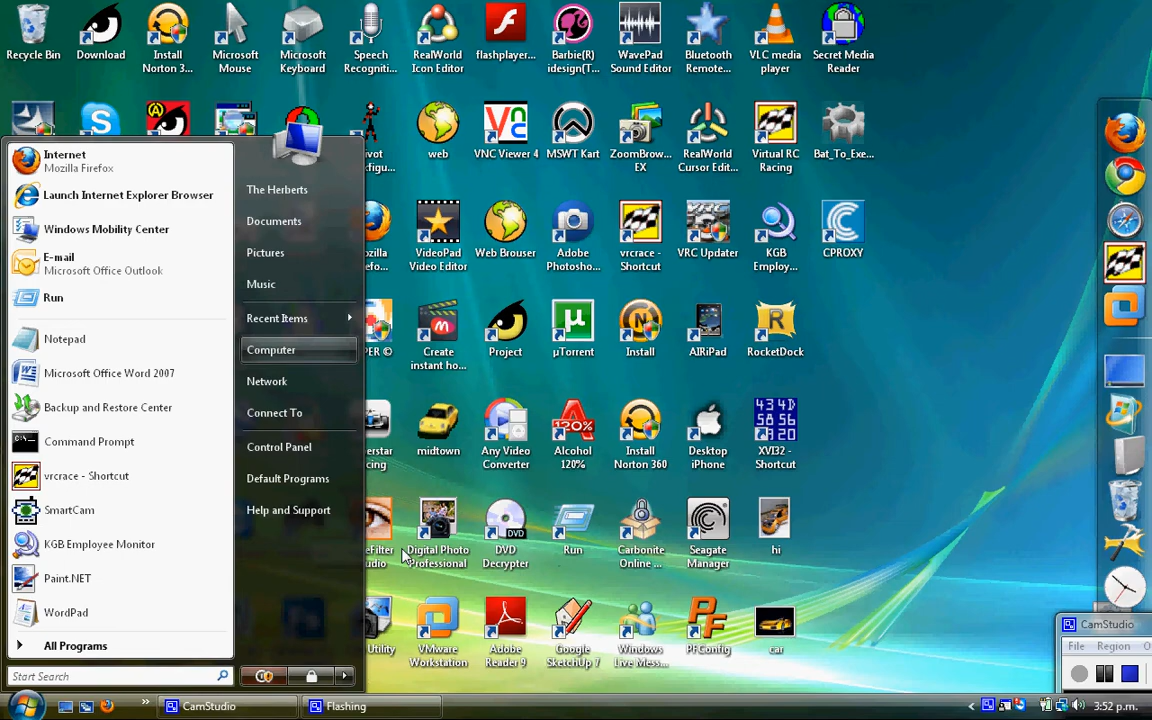 Recycle Bin
Download
Install
Norton 3...
Microsoft
Mouse
Microsoft
Keyboard
Speech
Recogniti...
RealWorld
Icon Editor
flashplayer...
Barbie(R)
idesign(T...
WavePad
Sound Editor
Bluetooth
Remote...
VLC media
player
Secret Media
Reader
web
VNC Viewer 4
MSWT Kart
ZoomBrow...
EX
RealWorld
Cursor Edit...
Virtual RC
Racing
Bat_To_Exe...
VideoPad
Video Editor
Web Brouser
Adobe
Photosho...
vrcrace -
Shortcut
VRC Updater
KGB
Employ...
CPROXY
PER ©
Create
instant ho...
Project
µTorrent
Install
AIRiPad
RocketDock
midtown
Any Video
Converter
Alcohol
120%
Install
Norton 360
Desktop
iPhone
XVI32 -
Shortcut
Digital Photo
Professional
DVD
Decrypter
Run
Carbonite
Online ...
Seagate
Manager
hi
Utility
VMware
Workstation
Adobe
Reader 9
Google
SketchUp 7
Windows
Live Mess...
PFConfig
car
Internet
Mozilla Firefox
Launch Internet Explorer Browser
Windows Mobility Center
E-mail
Microsoft Office Outlook
Run
Notepad
Microsoft Office Word 2007
Backup and Restore Center
Command Prompt
vrcrace - Shortcut
SmartCam
KGB Employee Monitor
Paint.NET
WordPad
All Programs
Start Search
The Herberts
Documents
Pictures
Music
Recent Items
Computer
Network
Connect To
Control Panel
Default Programs
Help and Support
CamStudio
File Region
CamStudio
Flashing
3:52 p.m.